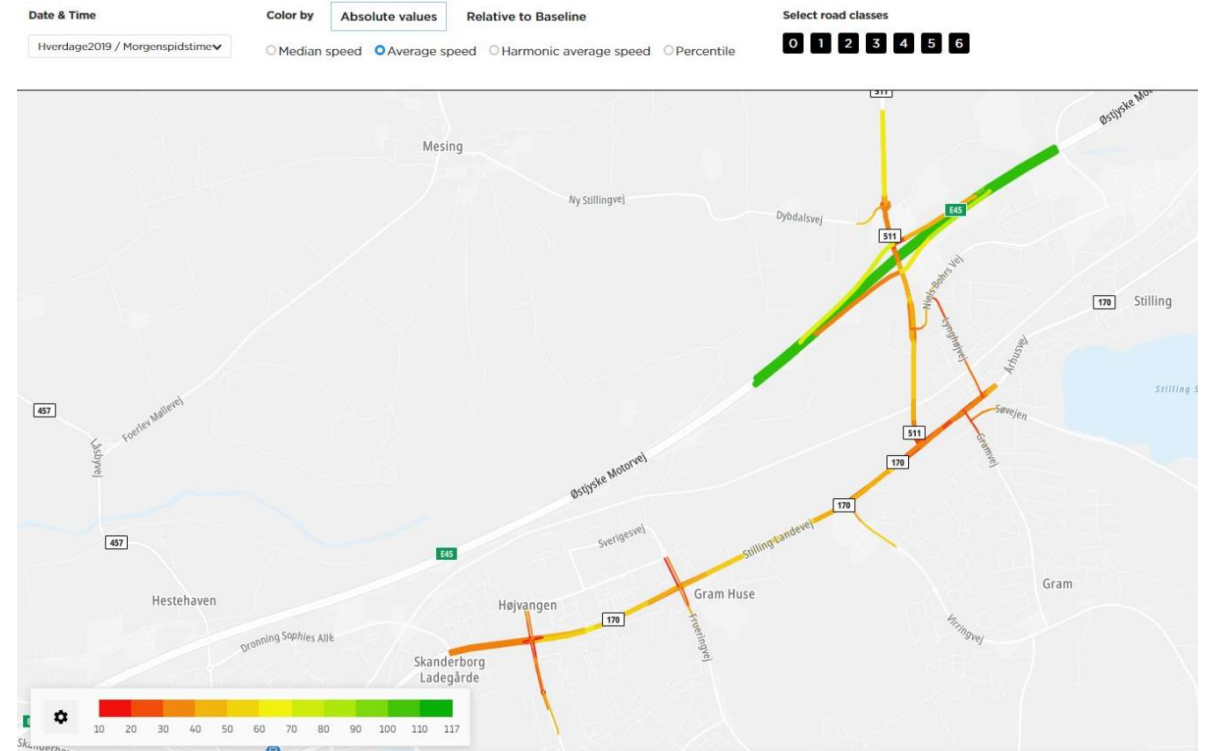 Date & Time
Color by Absolute values Relative to Baseline
Select road classes
Hverdage2019 / Morgenspidstime
Median speed Average speed Harmonic average speed Percentile
0 1 2 3 4 5 6
511
Østjyske
Mesing
Ny Stillingvej
Dybdalsvej
E45
511
Niels Bohrs Vej
170 Stilling
Lynghøjvej
Århusvej
Stilling
457
Foerlev Møllevej
Søvejen
Låsbyvej
511
Gramvej
170
Østjyske Motorvej
170
457
Sverigesvej
Stilling Landevej
E45
Hestehaven
Højvangen
Gram Huse
Gram
170
Virringvej
Dronning Sophies Allé
Frueringvej
Skanderborg
Ladegårde
10 20 30 40 50 60 70 80 90 100 110 117